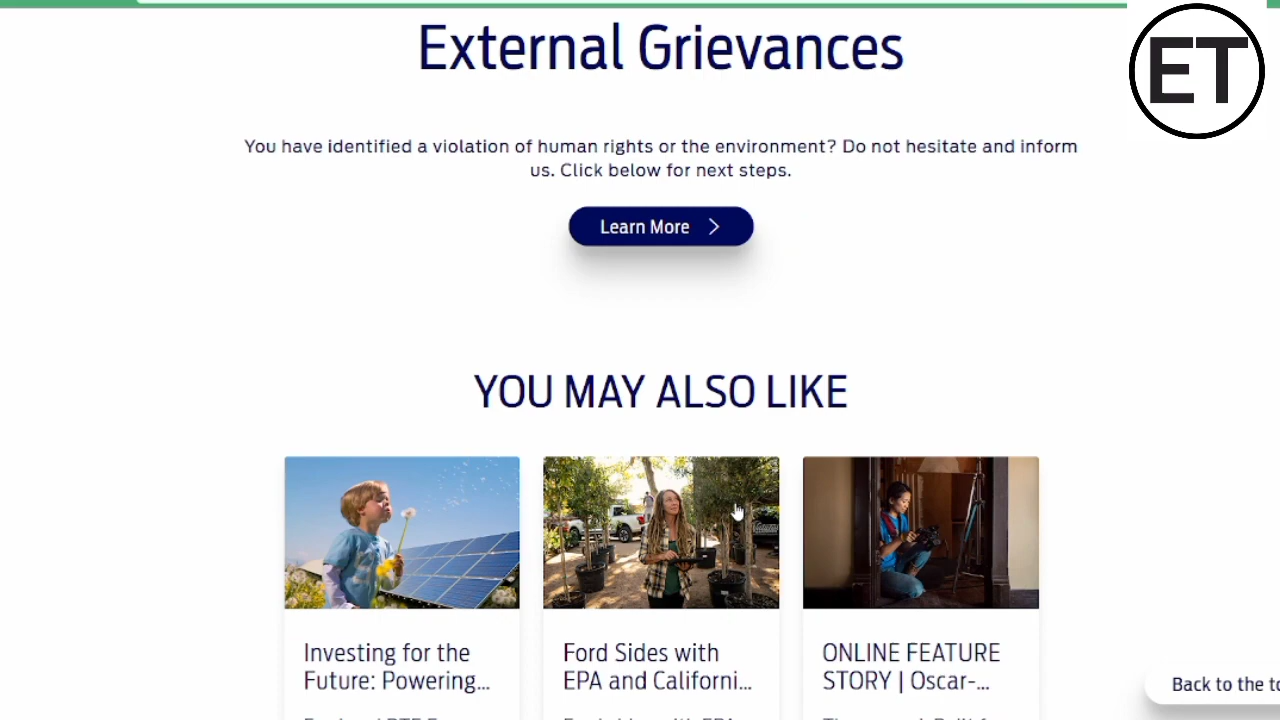 External Grievances
ET
You have identified a violation of human rights or the environment? Do not hesitate and inform
us. Click below for next steps.
Learn More
YOU MAY ALSO LIKE
Investing for the
Future: Powering...
Ford Sides with
EPA and Californi...
ONLINE FEATURE
STORY | Oscar-...
Back to the to